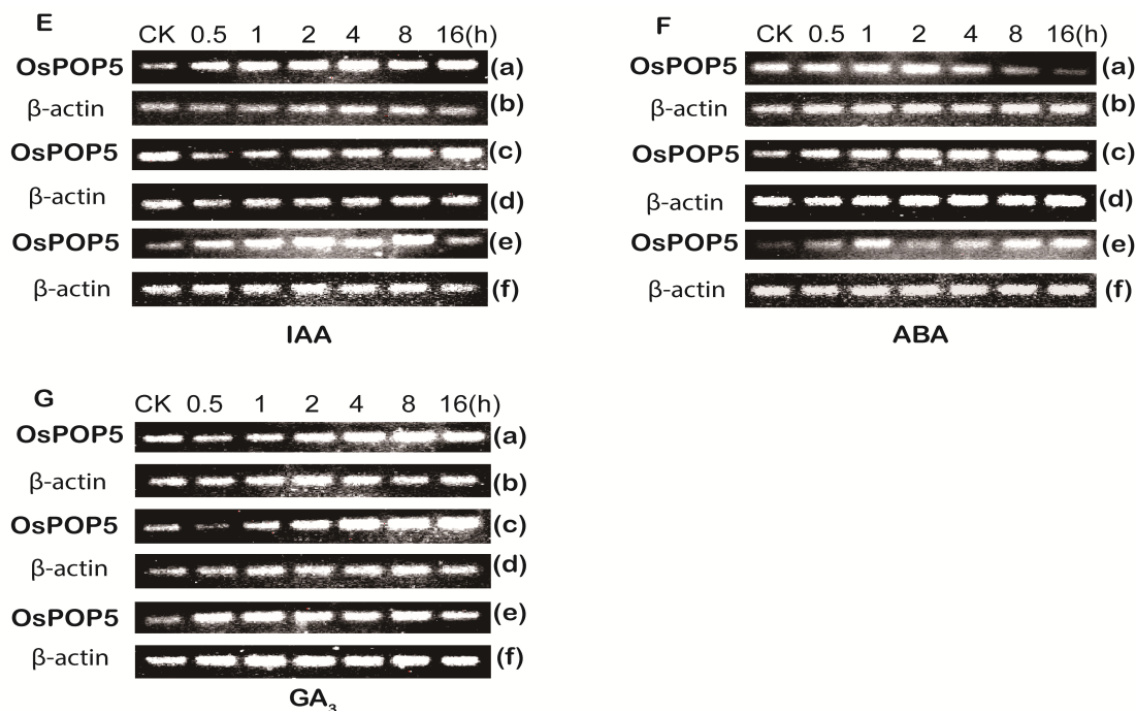 E
CK 0.5 1 2 4 8 16(h)
OsPOP5 (a)
β-actin (b)
OsPOP5 (c)
β-actin (d)
OsPOP5 (e)
β-actin (f)
IAA
F
CK 0.5 1 2 4 8 16(h)
OsPOP5 (a)
β-actin (b)
OsPOP5 (c)
β-actin (d)
OsPOP5 (e)
β-actin (f)
ABA
G
CK 0.5 1 2 4 8 16(h)
OsPOP5 (a)
β-actin (b)
OsPOP5 (c)
β-actin (d)
OsPOP5 (e)
β-actin (f)
GA₃